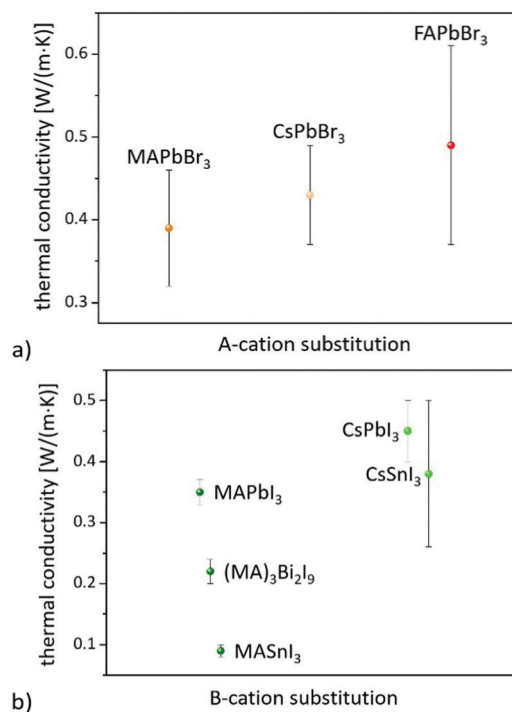 thermal conductivity [W/(m·K)]
0.6
0.5
0.4
0.3
FAPbBr₃
CsPbBr₃
MAPbBr₃
a)
A-cation substitution
thermal conductivity [W/(m·K)]
0.5
0.4
0.3
0.2
0.1
CsPbI₃
CsSnI₃
MAPbI₃
(MA)₃Bi₂I₉
MASnI₃
b)
B-cation substitution